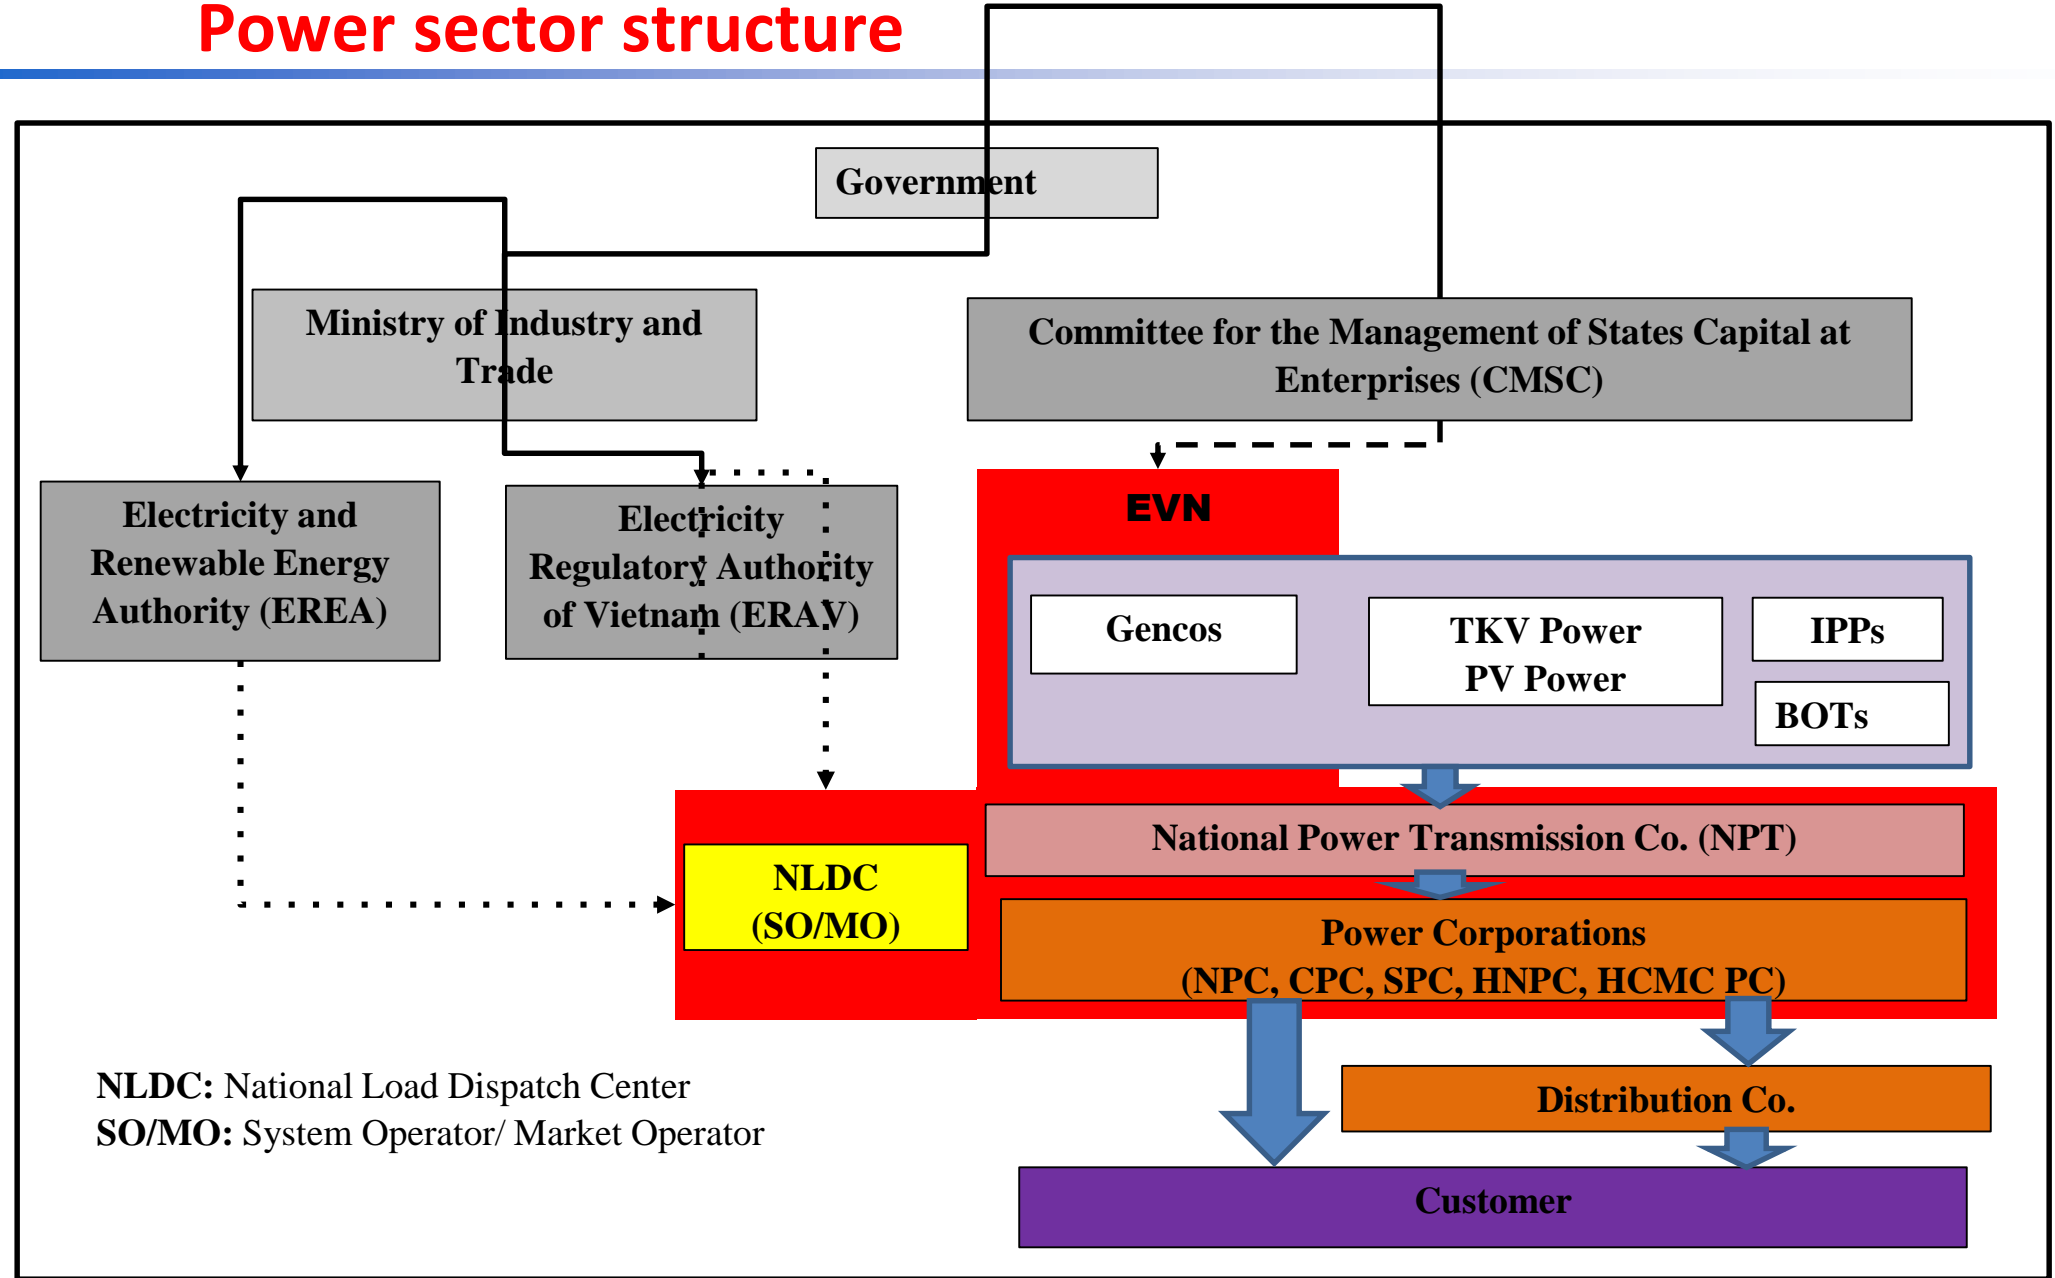 Power sector structure
Government
Ministry of Industry and
Trade
Committee for the Management of States Capital at
Enterprises (CMSC)
Electricity and
Renewable Energy
Authority (EREA)
Electricity
Regulatory Authority
of Vietnam (ERAV)
EVN
Gencos
TKV Power
PV Power
IPPs
BOTs
National Power Transmission Co. (NPT)
NLDC
(SO/MO)
Power Corporations
(NPC, CPC, SPC, HNPC, HCMC PC)
NLDC: National Load Dispatch Center
SO/MO: System Operator/ Market Operator
Distribution Co.
Customer